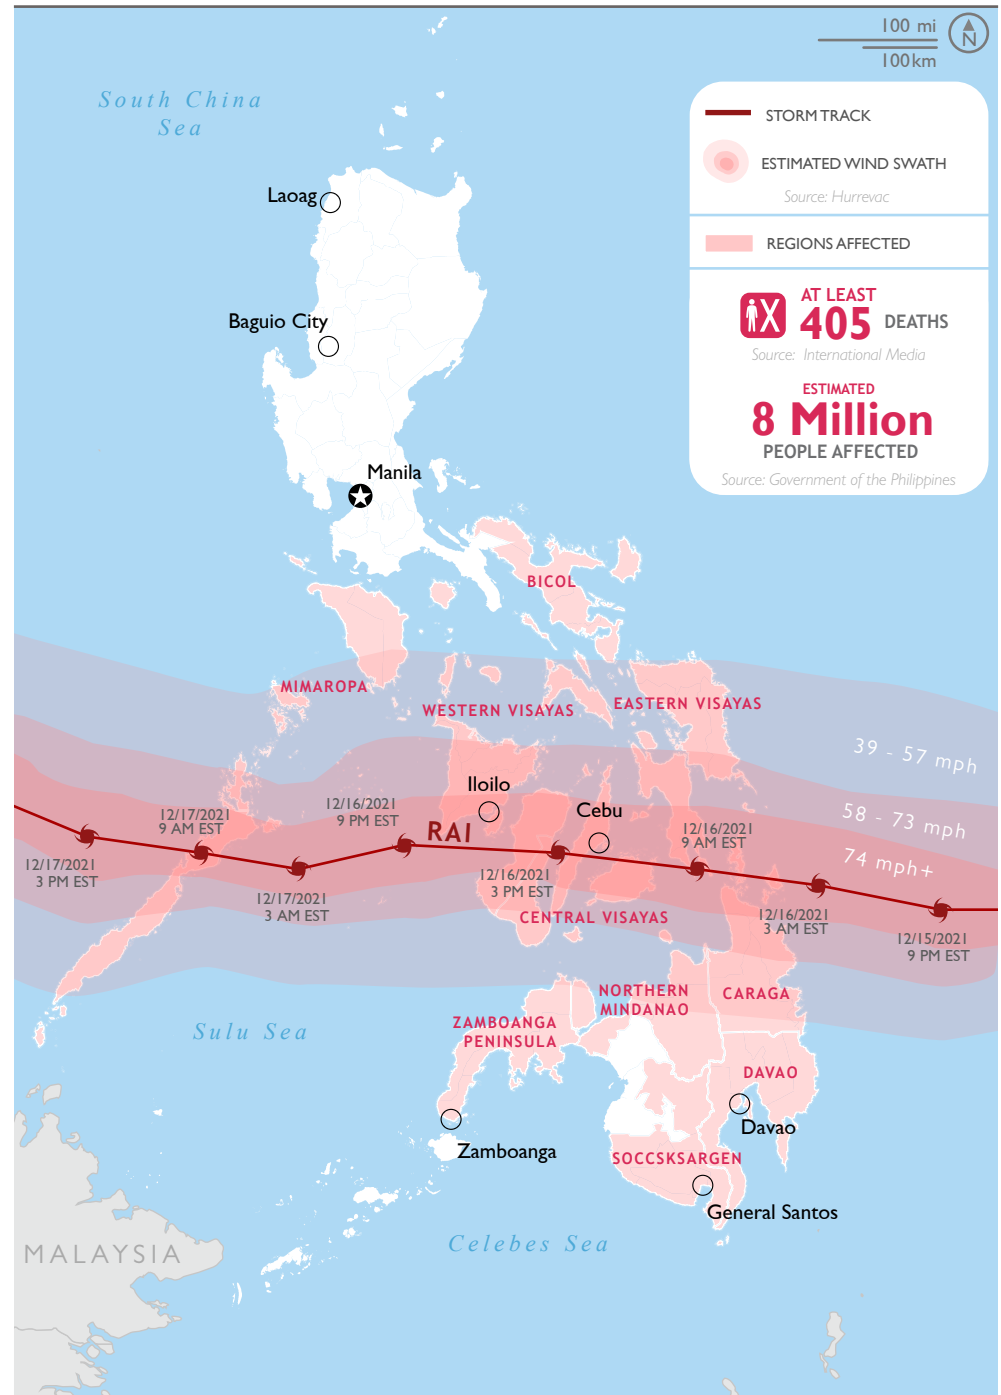 100 mi
N
100km
South China
Sea
STORM TRACK
ESTIMATED WIND SWATH
Source: Hurrevac
REGIONS AFFECTED
AT LEAST
405 DEATHS
Source: International Media
ESTIMATED
8 Million
PEOPLE AFFECTED
Source: Government of the Philippines
Laoag
Baguio City
Manila
BICOL
MIMAROPA
WESTERN VISAYAS
EASTERN VISAYAS
39 - 57 mph
58 - 73 mph
74 mph+
Iloilo
Cebu
RAI
12/17/2021
3 PM EST
12/17/2021
9 AM EST
12/17/2021
3 AM EST
12/16/2021
9 PM EST
12/16/2021
3 PM EST
12/16/2021
9 AM EST
12/16/2021
3 AM EST
12/15/2021
9 PM EST
CENTRAL VISAYAS
NORTHERN
MINDANAO
CARAGA
ZAMBOANGA
PENINSULA
Sulu Sea
DAVAO
Davao
Zamboanga
SOCCSKSARGEN
General Santos
Celebes Sea
MALAYSIA